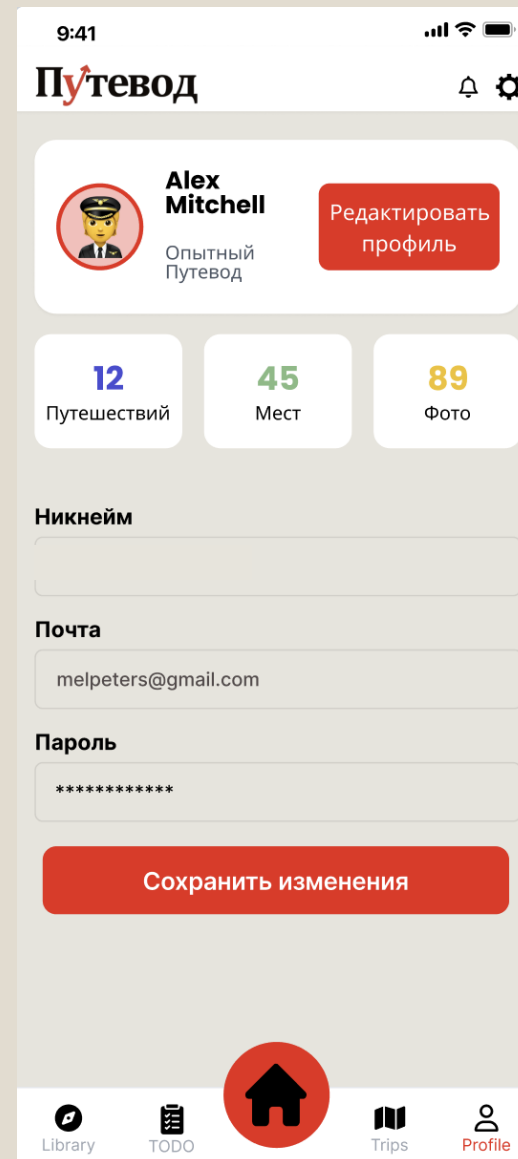 9:41
Путевод
Alex
Mitchell
Опытный
Путевод
Редактировать
профиль
12
Путешествий
45
Мест
89
Фото
Никнейм
Почта
melpeters@gmail.com
Пароль
************
Сохранить изменения
Library
TODO
Trips
Profile